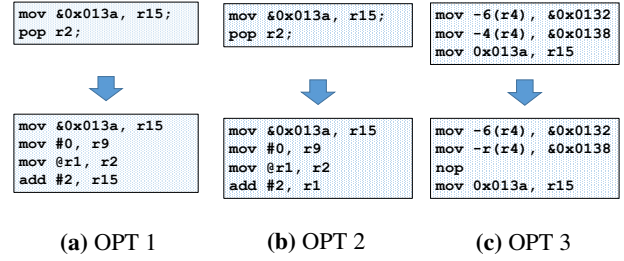 mov &0x013a, r15;
pop r2;
mov &0x013a, r15
mov #0, r9
mov @r1, r2
add #2, r15
(a) OPT 1
mov &0x013a, r15;
pop r2;
mov &0x013a, r15
mov #0, r9
mov @r1, r2
add #2, r1
(b) OPT 2
mov -6(r4), &0x0132
mov -4(r4), &0x0138
mov 0x013a, r15
mov -6(r4), &0x0132
mov -r(r4), &0x0138
nop
mov 0x013a, r15
(c) OPT 3